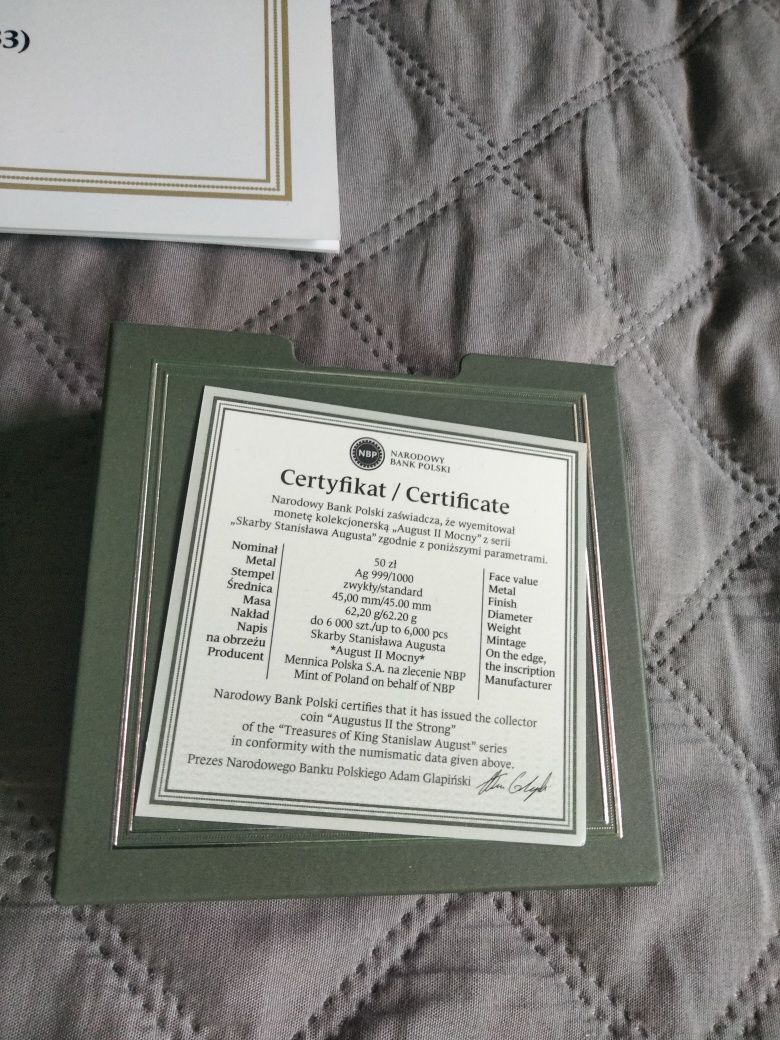 33)
NBP
NARODOWY
BANK POLSKI
Certyfikat / Certificate
Narodowy Bank Polski zaświadcza, że wyemitował
monetę kolekcjonerską „August II Mocny” z serii
„Skarby Stanisława Augusta” zgodnie z poniższymi parametrami.
Nominał 50 zł Face value
Metal Ag 999/1000 Metal
Stempel zwykły/standard Finish
Średnica 45,00 mm/45.00 mm Diameter
Masa 62,20 g/62.20 g Weight
Nakład do 6 000 szt./up to 6,000 pcs Mintage
Napis Skarby Stanisława Augusta On the edge,
na obrzeżu *August II Mocny* the inscription
Producent Mennica Polska S.A. na zlecenie NBP Manufacturer
Mint of Poland on behalf of NBP
Narodowy Bank Polski certifies that it has issued the collector
coin “Augustus II the Strong”
of the “Treasures of King Stanislaw August” series
in conformity with the numismatic data given above.
Prezes Narodowego Banku Polskiego Adam Glapiński